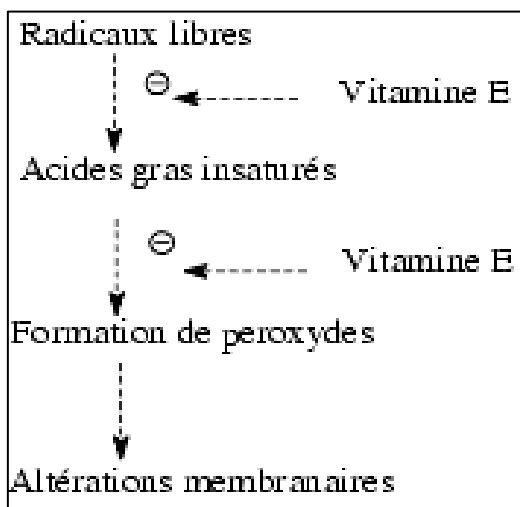 Radicaux libres
⊖
Vitamine E
Acides gras insaturés
⊖
Vitamine E
Formation de peroxydes
Altérations membranaires